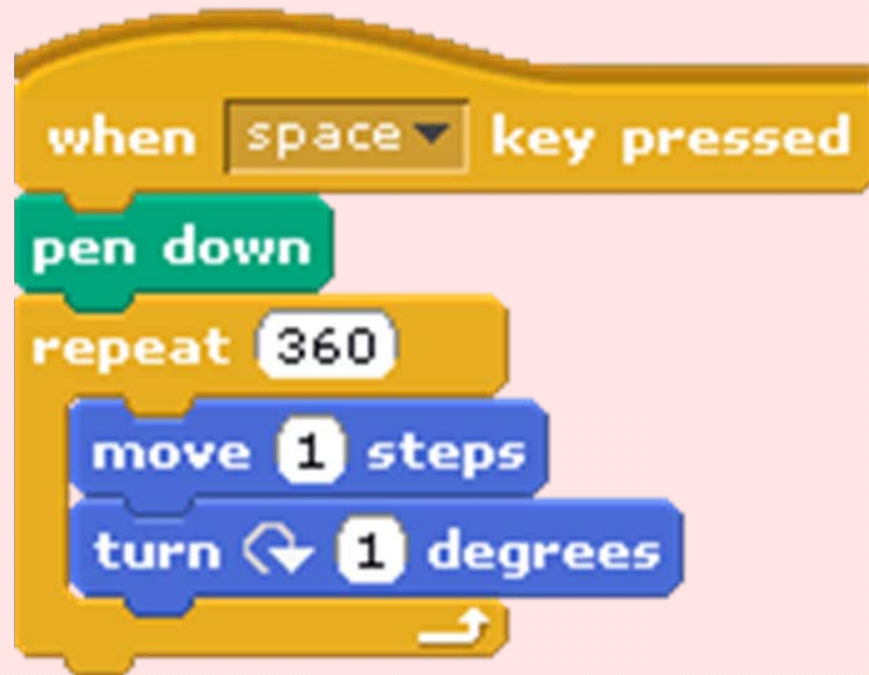 when space key pressed
pen down
repeat 360
move 1 steps
turn 1 degrees